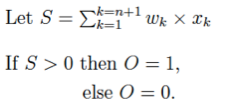 Let S = ∑_{k=1}^{k=n+1} w_k × x_k
If S > 0 then O = 1,
else O = 0.